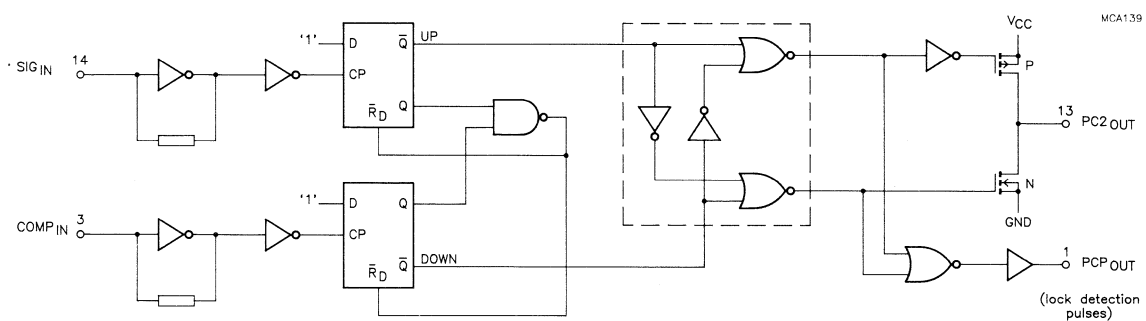 MCA139
VCC
'1'
D
Q̅
UP
SIGIN
14
CP
P
R̅D
Q
13
PC2OUT
'1'
D
Q
N
COMPIN
3
CP
GND
R̅D
Q̅
DOWN
1
PCPOUT
(lock detection
pulses)